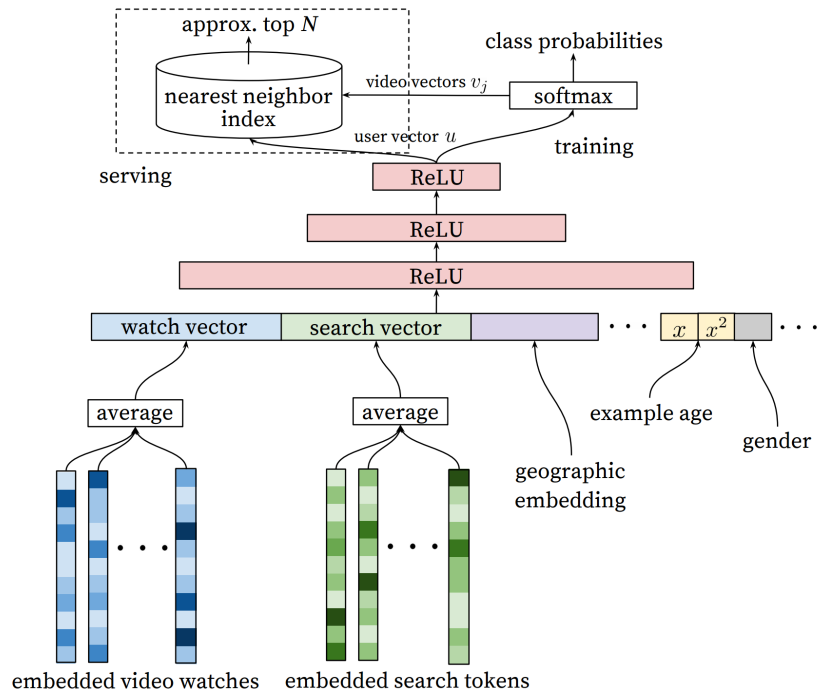 approx. top N
class probabilities
nearest neighbor
index
video vectors v_j
softmax
user vector u
training
serving
ReLU
ReLU
ReLU
watch vector
search vector
...
x
x²
...
average
average
example age
gender
geographic
embedding
...
...
embedded video watches
embedded search tokens